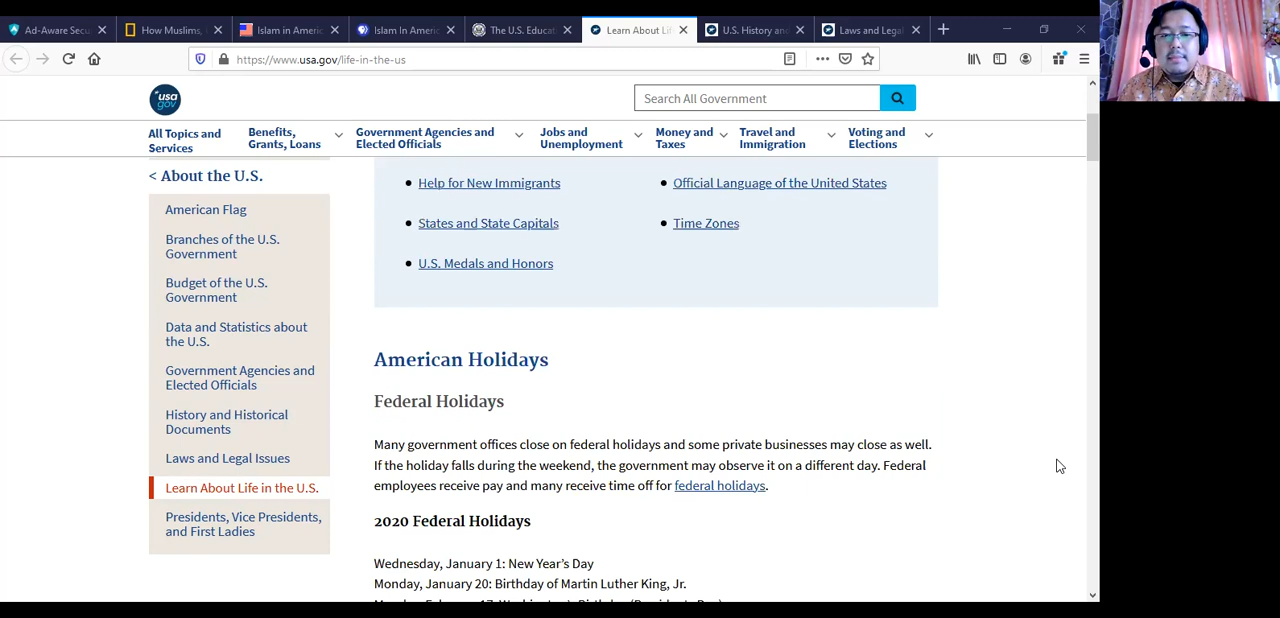 Ad-Aware Secu
How Muslims,
Islam in Americ
Islam In Americ
The U.S. Educat
Learn About Li
U.S. History and
Laws and Legal
https://www.usa.gov/life-in-the-us
usa
gov
Search All Government
All Topics and
Services
Benefits,
Grants, Loans
Government Agencies and
Elected Officials
Jobs and
Unemployment
Money and
Taxes
Travel and
Immigration
Voting and
Elections
< About the U.S.
American Flag
Branches of the U.S.
Government
Budget of the U.S.
Government
Data and Statistics about
the U.S.
Government Agencies and
Elected Officials
History and Historical
Documents
Laws and Legal Issues
Learn About Life in the U.S.
Presidents, Vice Presidents,
and First Ladies
Help for New Immigrants
Official Language of the United States
States and State Capitals
Time Zones
U.S. Medals and Honors
American Holidays
Federal Holidays
Many government offices close on federal holidays and some private businesses may close as well.
If the holiday falls during the weekend, the government may observe it on a different day. Federal
employees receive pay and many receive time off for federal holidays.
2020 Federal Holidays
Wednesday, January 1: New Year's Day
Monday, January 20: Birthday of Martin Luther King, Jr.